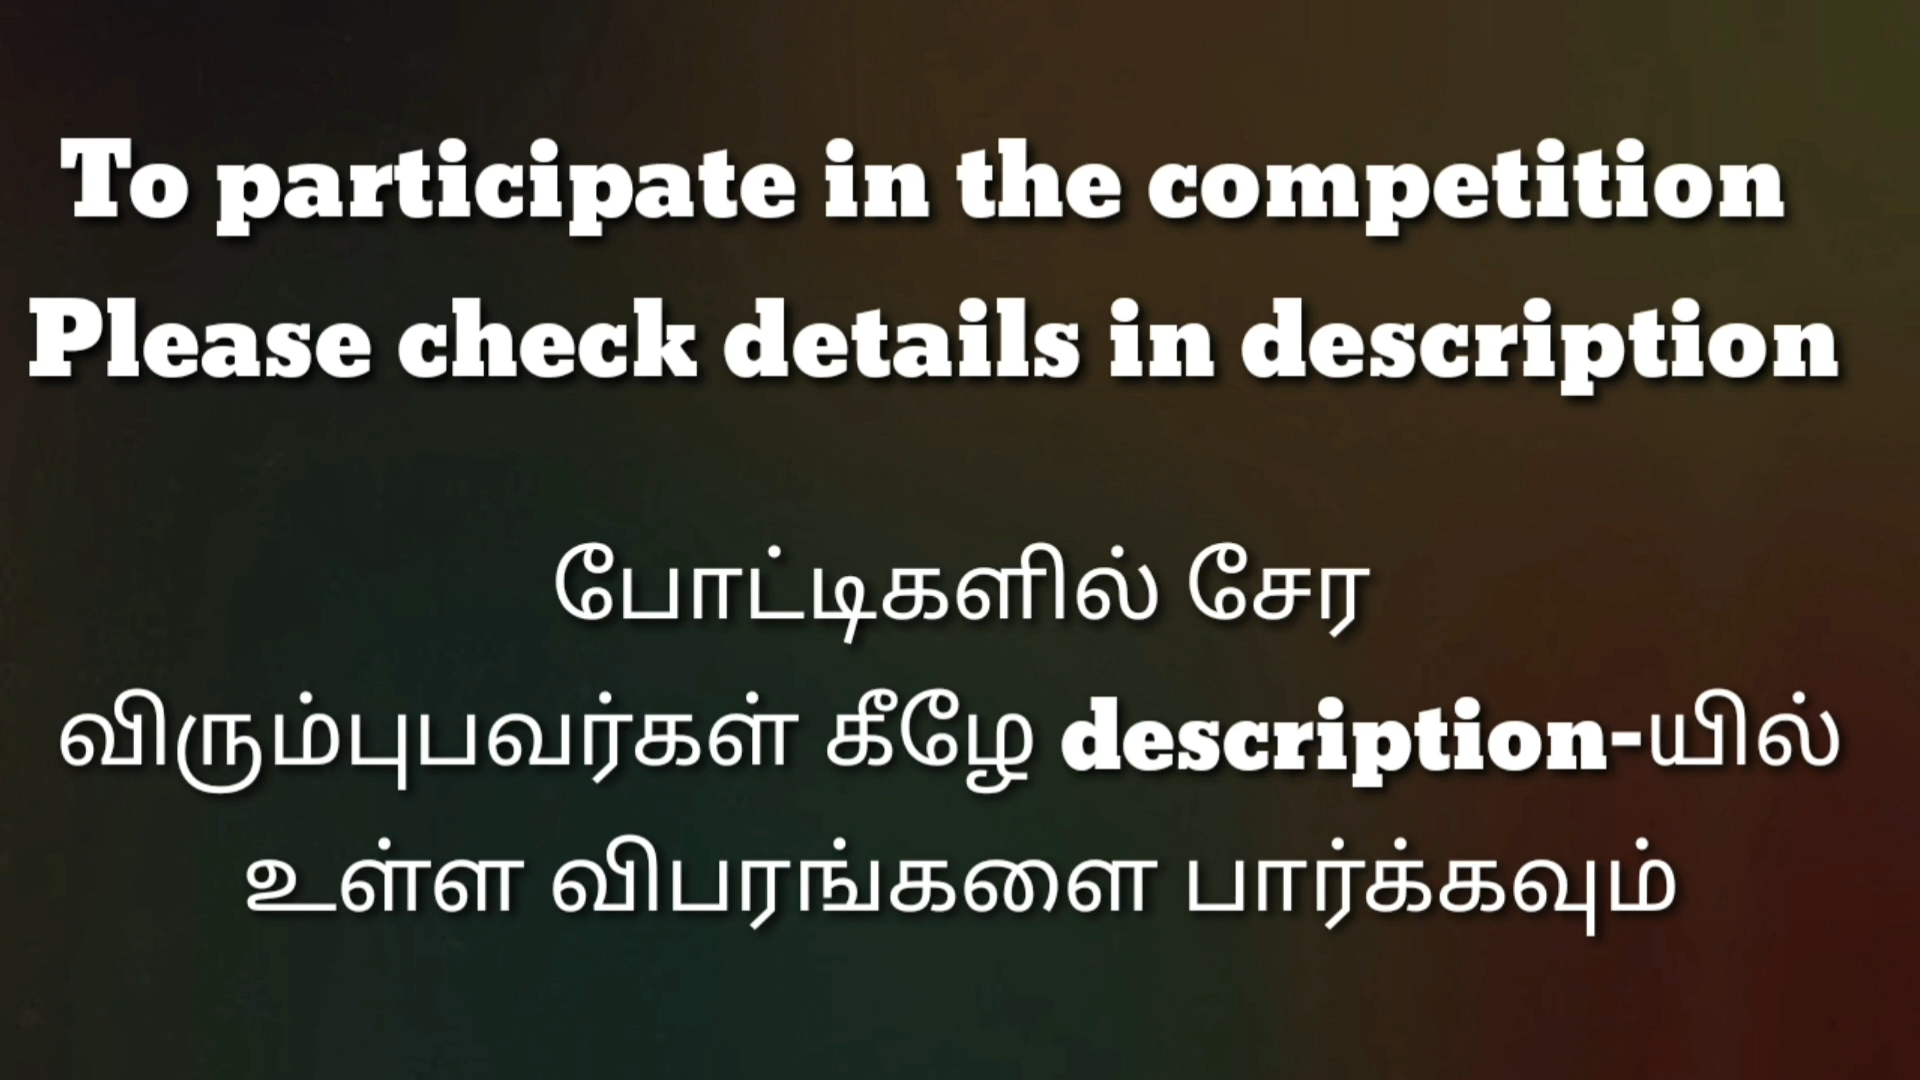 To participate in the competition
Please check details in description
போட்டிகளில் சேர
விரும்புபவர்கள் கீழே description-யில்
உள்ள விபரங்களை பார்க்கவும்